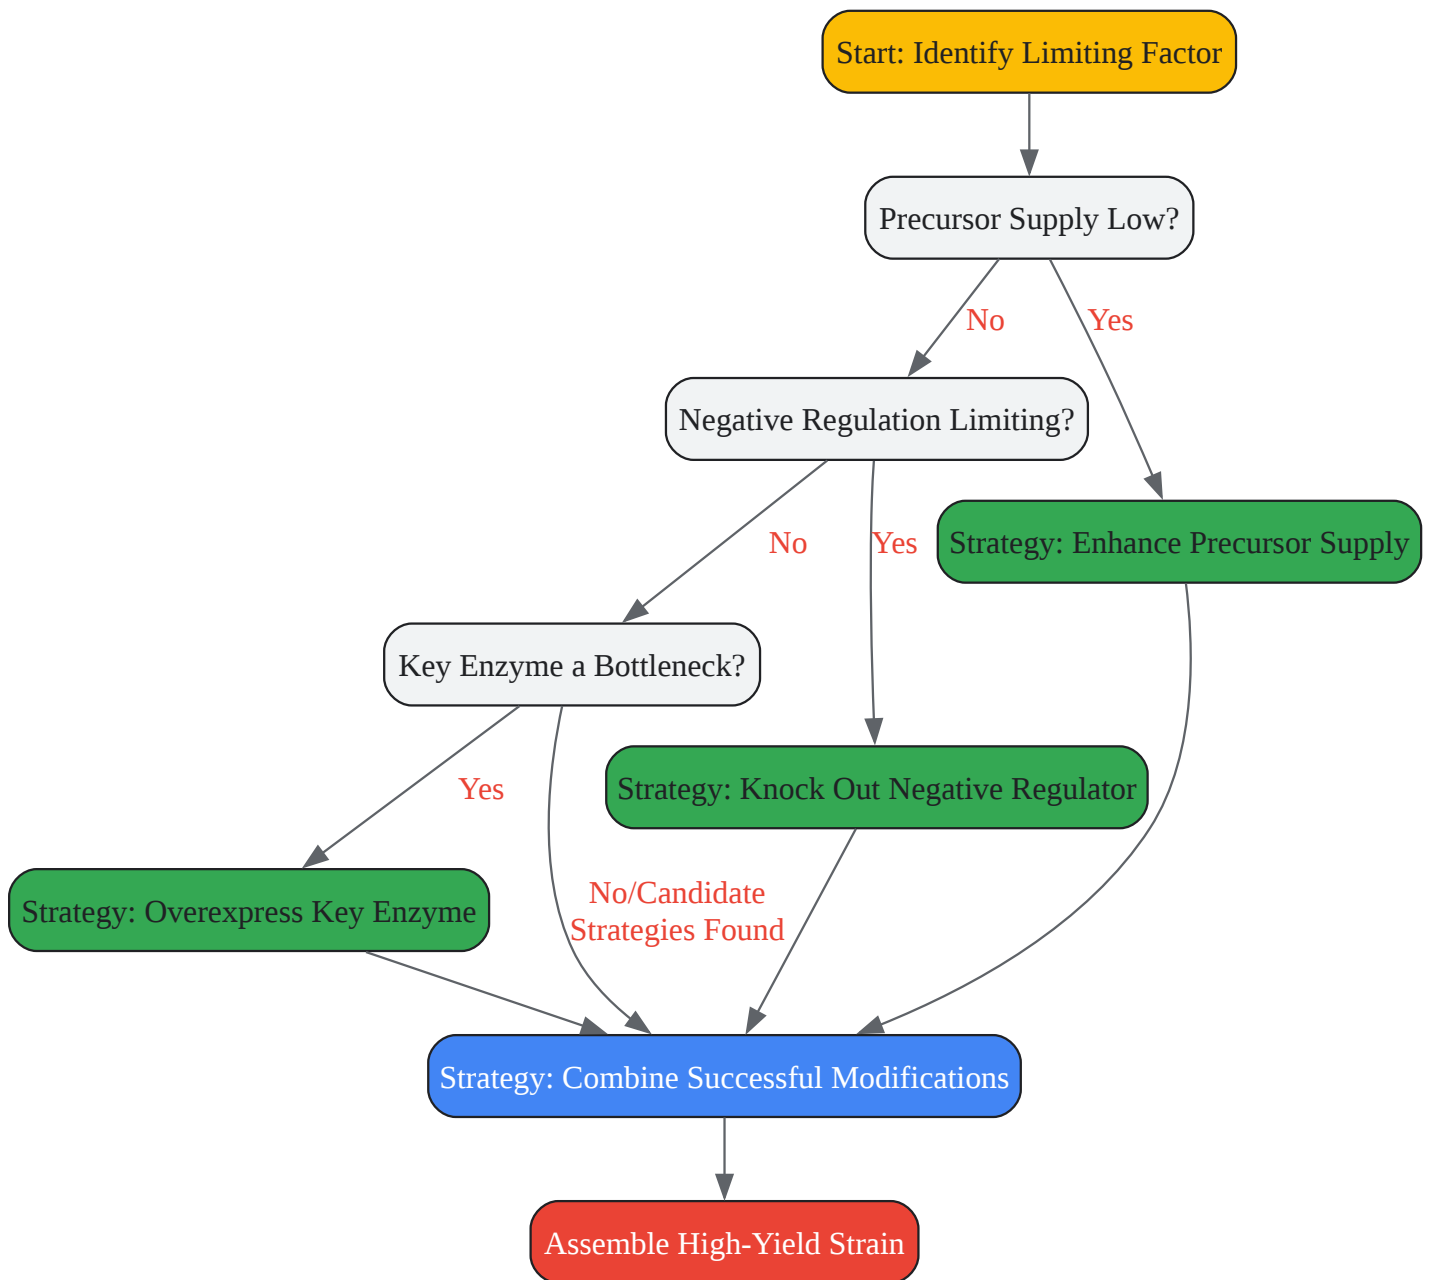 Start: Identify Limiting Factor
Precursor Supply Low?
No
Yes
Negative Regulation Limiting?
No
Yes
Strategy: Enhance Precursor Supply
Key Enzyme a Bottleneck?
Yes
Strategy: Knock Out Negative Regulator
No/Candidate
Strategies Found
Strategy: Overexpress Key Enzyme
Strategy: Combine Successful Modifications
Assemble High-Yield Strain